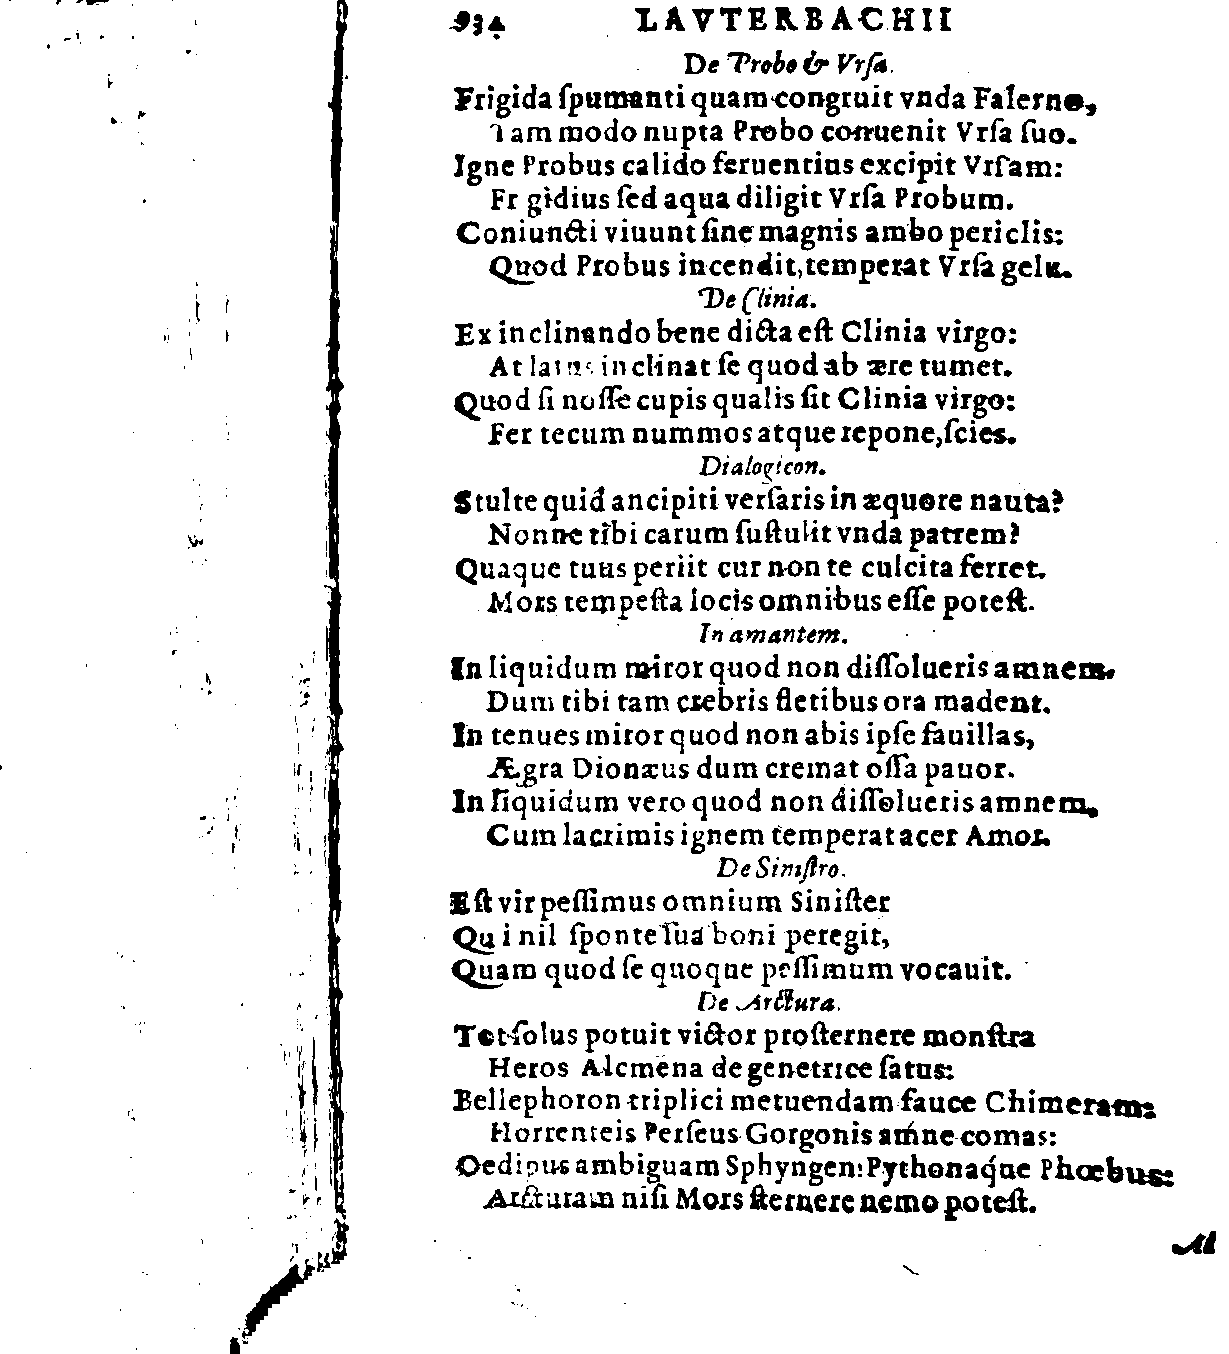 934 LAVTERBACHII
De Probo & Vrſa.
Frigida ſpumanti quam congruit vnda Falerno,
Tam modo nupta Probo conuenit Vrſa ſuo.
Igne Probus calido feruentius excipit Vrſam:
Frigidius ſed aqua diligit Vrſa Probum.
Coniuncti viuunt ſine magnis ambo periclis:
Quod Probus incendit, temperat Vrſa gelu.
De Clinia.
Ex inclinando bene dicta eſt Clinia virgo:
At latus inclinat ſe quod ab ære tumet.
Quod ſi noſſe cupis qualis ſit Clinia virgo:
Fer tecum nummos atque repone, ſcies.
Dialogicon.
Stulte quid ancipiti verſaris in æquore nauta?
Nonne tibi carum ſuſtulit vnda patrem?
Quaque tuus periit cur non te culcita ferret.
Mors tempeſta locis omnibus eſſe poteſt.
In amantem.
In liquidum miror quod non diſſolueris amnem.
Dum tibi tam crebris fletibus ora madent.
In tenues miror quod non abis ipſe fauillas,
Ægra Dionæus dum cremat oſſa pauor.
In liquidum vero quod non diſſolueris amnem,
Cum lacrimis ignem temperat acer Amor.
De Siniſtro.
Eſt vir peſſimus omnium Siniſter
Qui nil ſponte ſua boni peregit,
Quam quod ſe quoque peſſimum vocauit.
De Arctura.
Tot ſolus potuit victor proſternere monſtra
Heros Alcmena de genetrice ſatus:
Bellephoron triplici metuendam fauce Chimeram:
Horrenteis Perſeus Gorgonis amne comas:
Oedipus ambiguam Sphyngen: Pythonaq́ue Phœbus:
Arcturam niſi Mors ſternere nemo poteſt.